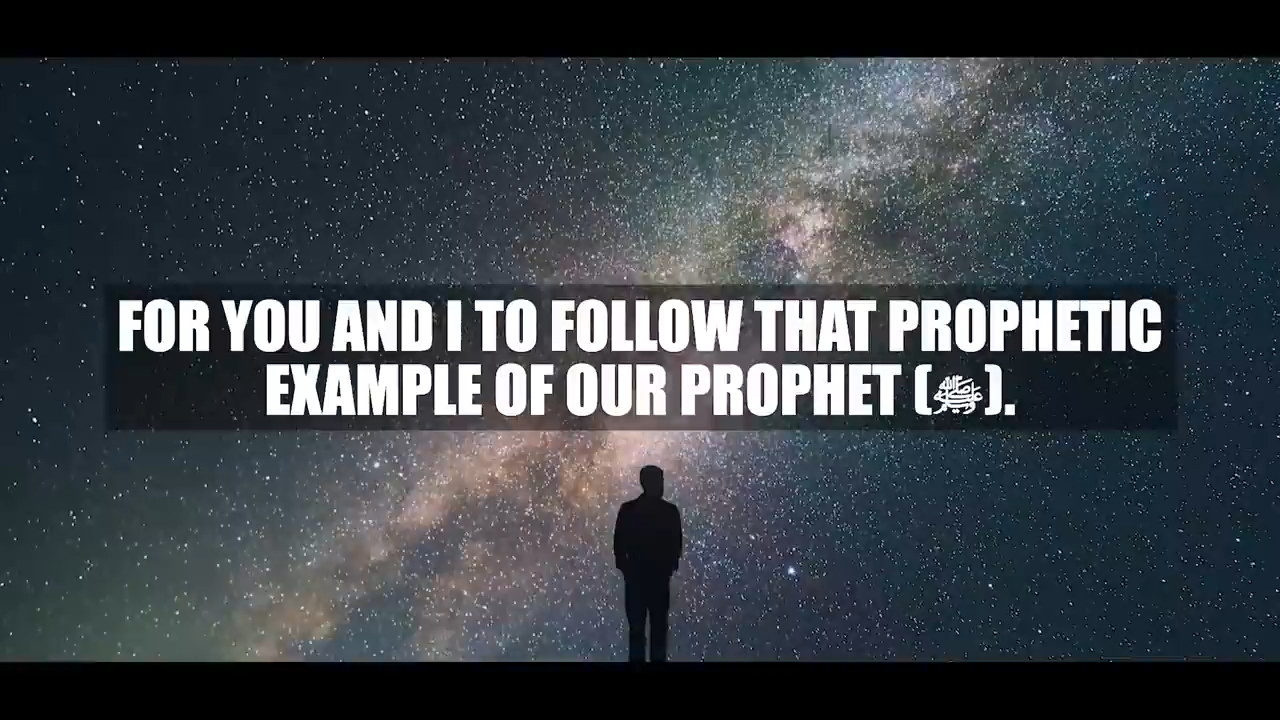 FOR YOU AND I TO FOLLOW THAT PROPHETIC
EXAMPLE OF OUR PROPHET (ﷺ).